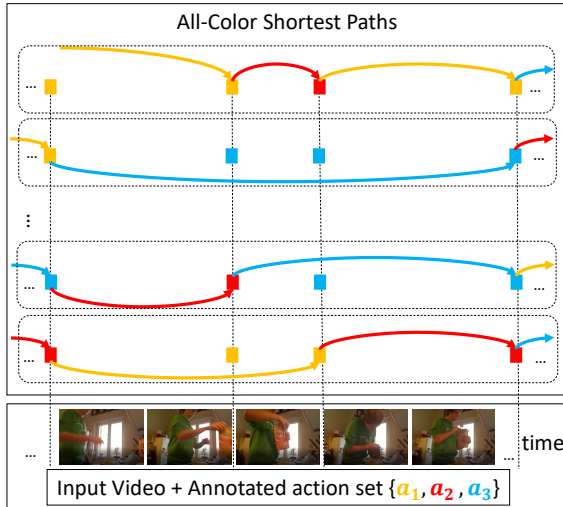 All-Color Shortest Paths
... ...
... ...
...
... ...
... ...
... ... time
Input Video + Annotated action set {a₁, a₂, a₃}